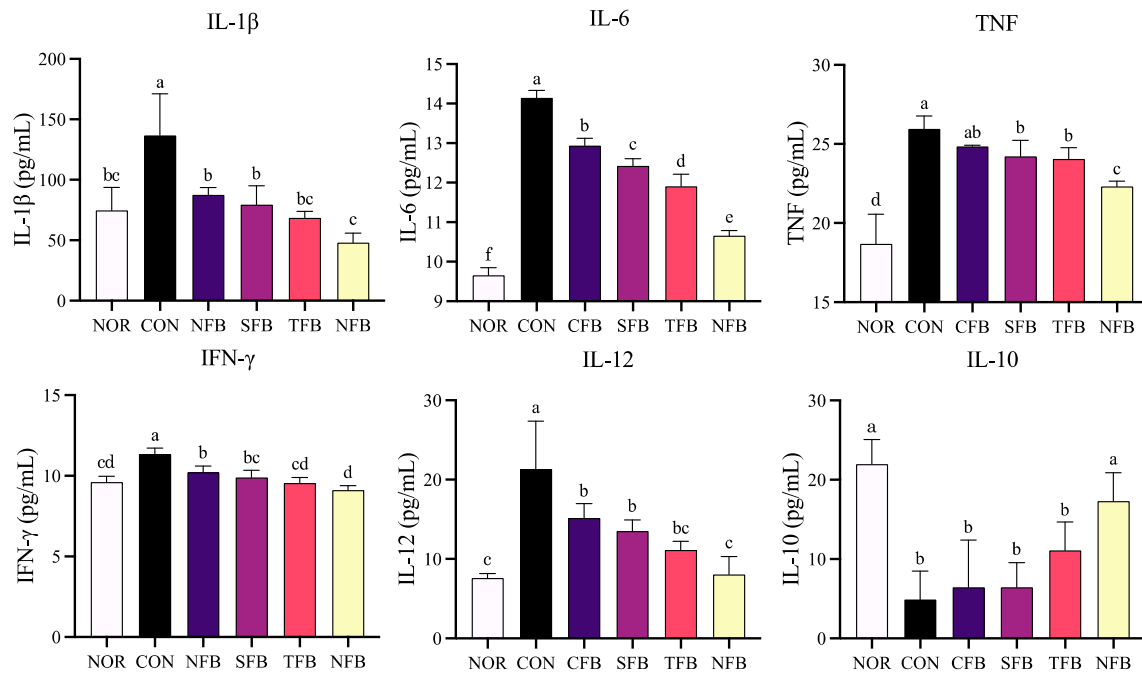 IL-1β
IL-1β (pg/mL)
200
150
100
50
0
bc
a
b
b
bc
c
NOR CON NFB SFB TFB NFB
IL-6
IL-6 (pg/mL)
15
14
13
12
11
10
9
f
a
b
c
d
e
NOR CON CFB SFB TFB NFB
TNF
TNF (pg/mL)
30
25
20
15
d
a
ab
b
b
c
NOR CON CFB SFB TFB NFB
IFN-γ
IFN-γ (pg/mL)
15
10
5
0
cd
a
b
bc
cd
d
NOR CON NFB SFB TFB NFB
IL-12
IL-12 (pg/mL)
30
20
10
0
c
a
b
b
bc
c
NOR CON CFB SFB TFB NFB
IL-10
IL-10 (pg/mL)
30
20
10
0
a
b
b
b
b
a
NOR CON CFB SFB TFB NFB